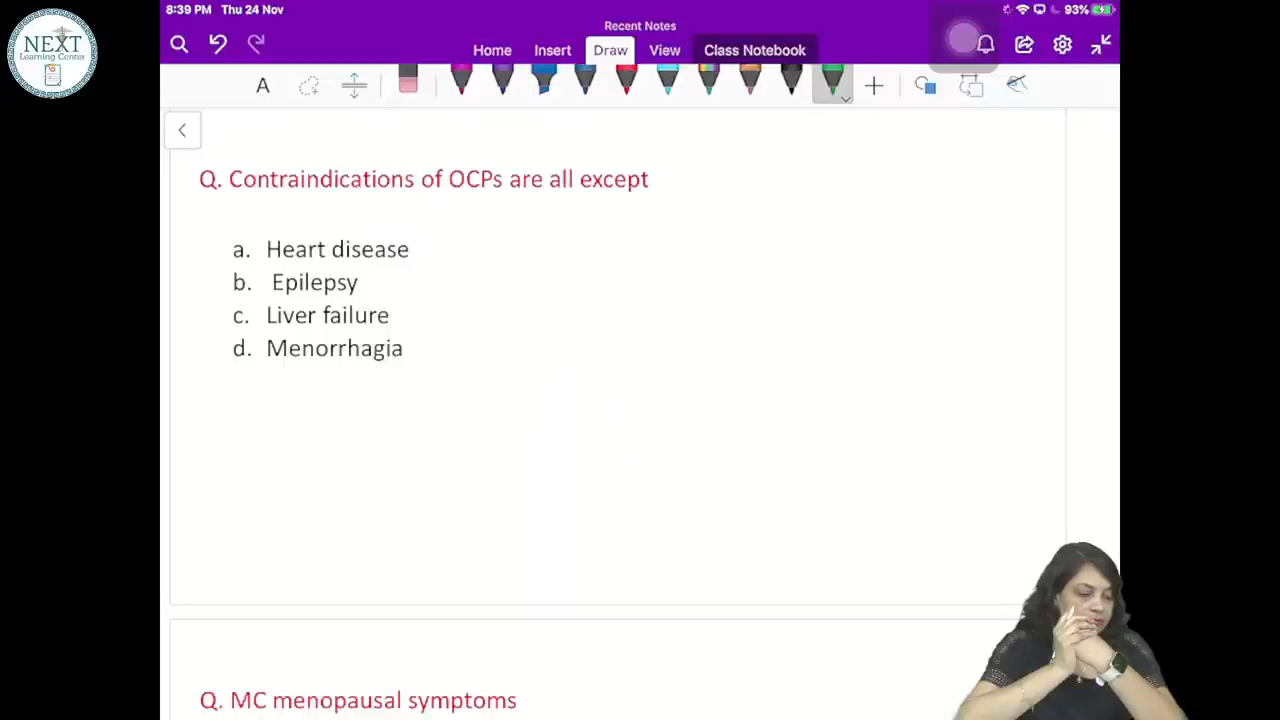 8:39 PM Thu 24 Nov
93%
NEXT
Learning Center
Recent Notes
Home Insert Draw View Class Notebook
A
Q. Contraindications of OCPs are all except
a. Heart disease
b. Epilepsy
c. Liver failure
d. Menorrhagia
Q. MC menopausal symptoms